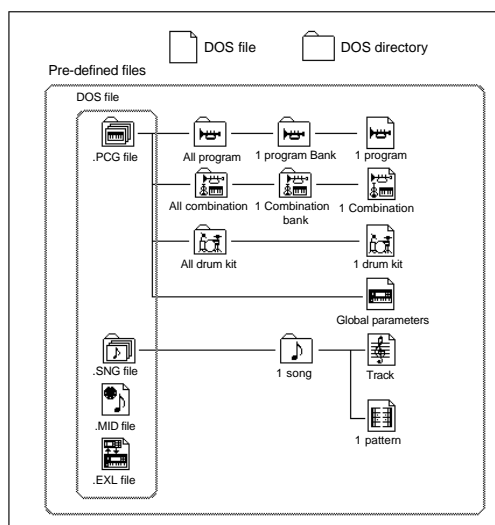 DOS file
DOS directory
Pre-defined files
DOS file
.PCG file
All program
1 program Bank
1 program
All combination
1 Combination
bank
1 Combination
All drum kit
1 drum kit
Global parameters
.SNG file
1 song
Track
.MID file
1 pattern
.EXL file